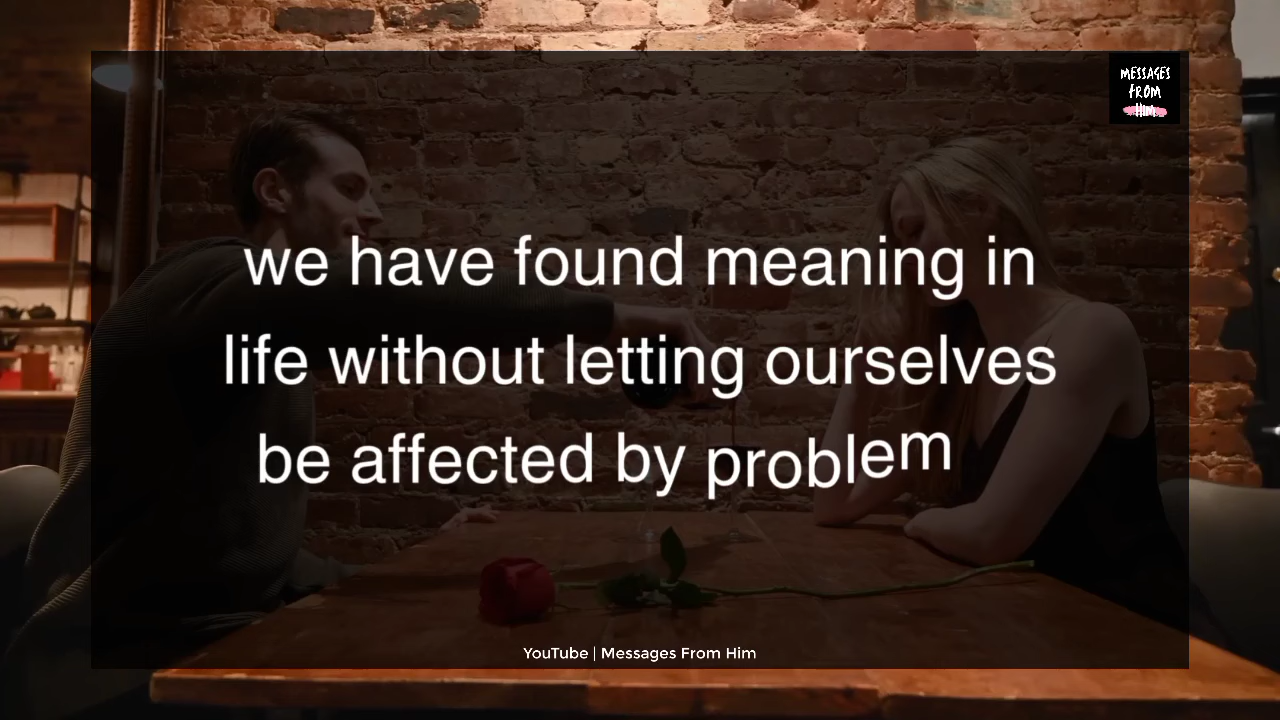 MESSAGES
FROM
HIM
we have found meaning in
life without letting ourselves
be affected by problem
YouTube | Messages From Him